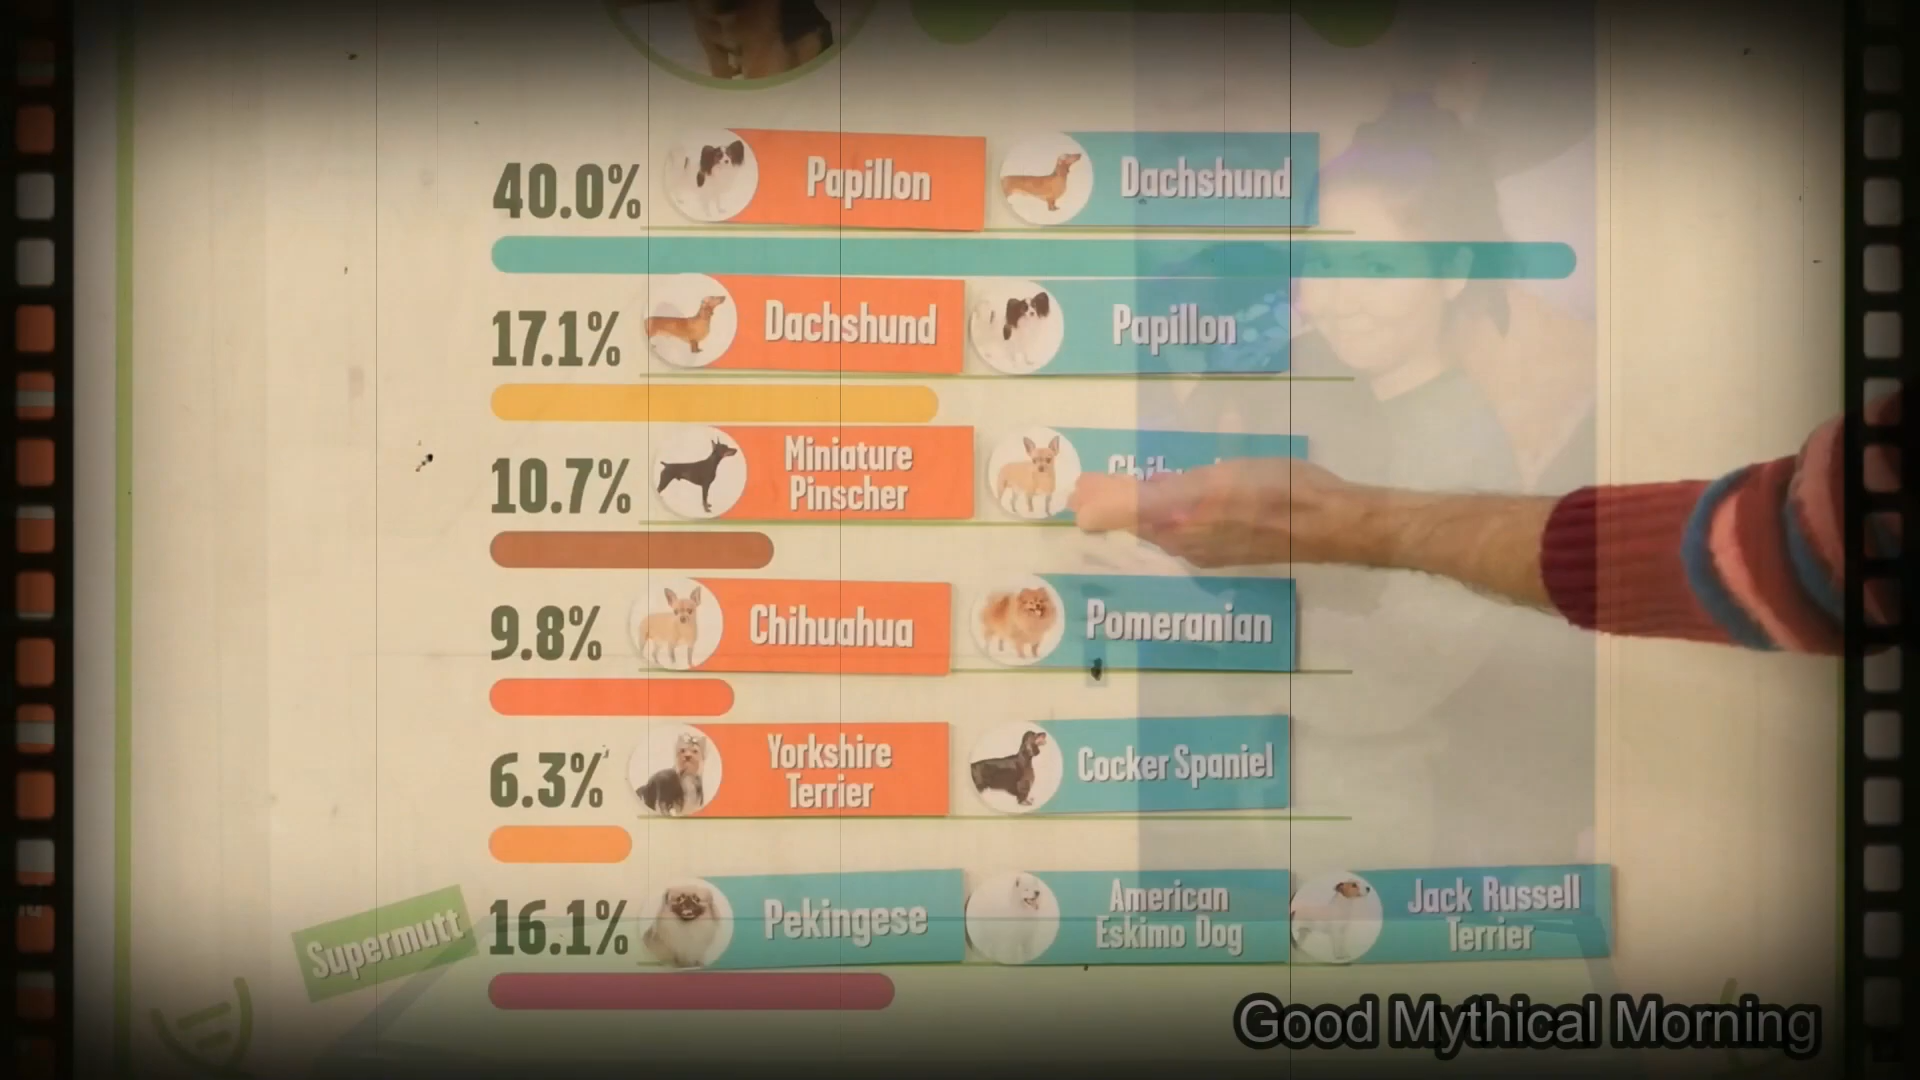 40.0% Papillon Dachshund
17.1% Dachshund Papillon
10.7% Miniature Pinscher
9.8% Chihuahua Pomeranian
6.3% Yorkshire Terrier Cocker Spaniel
Supermutt 16.1% Pekingese American Eskimo Dog Jack Russell Terrier
Good Mythical Morning